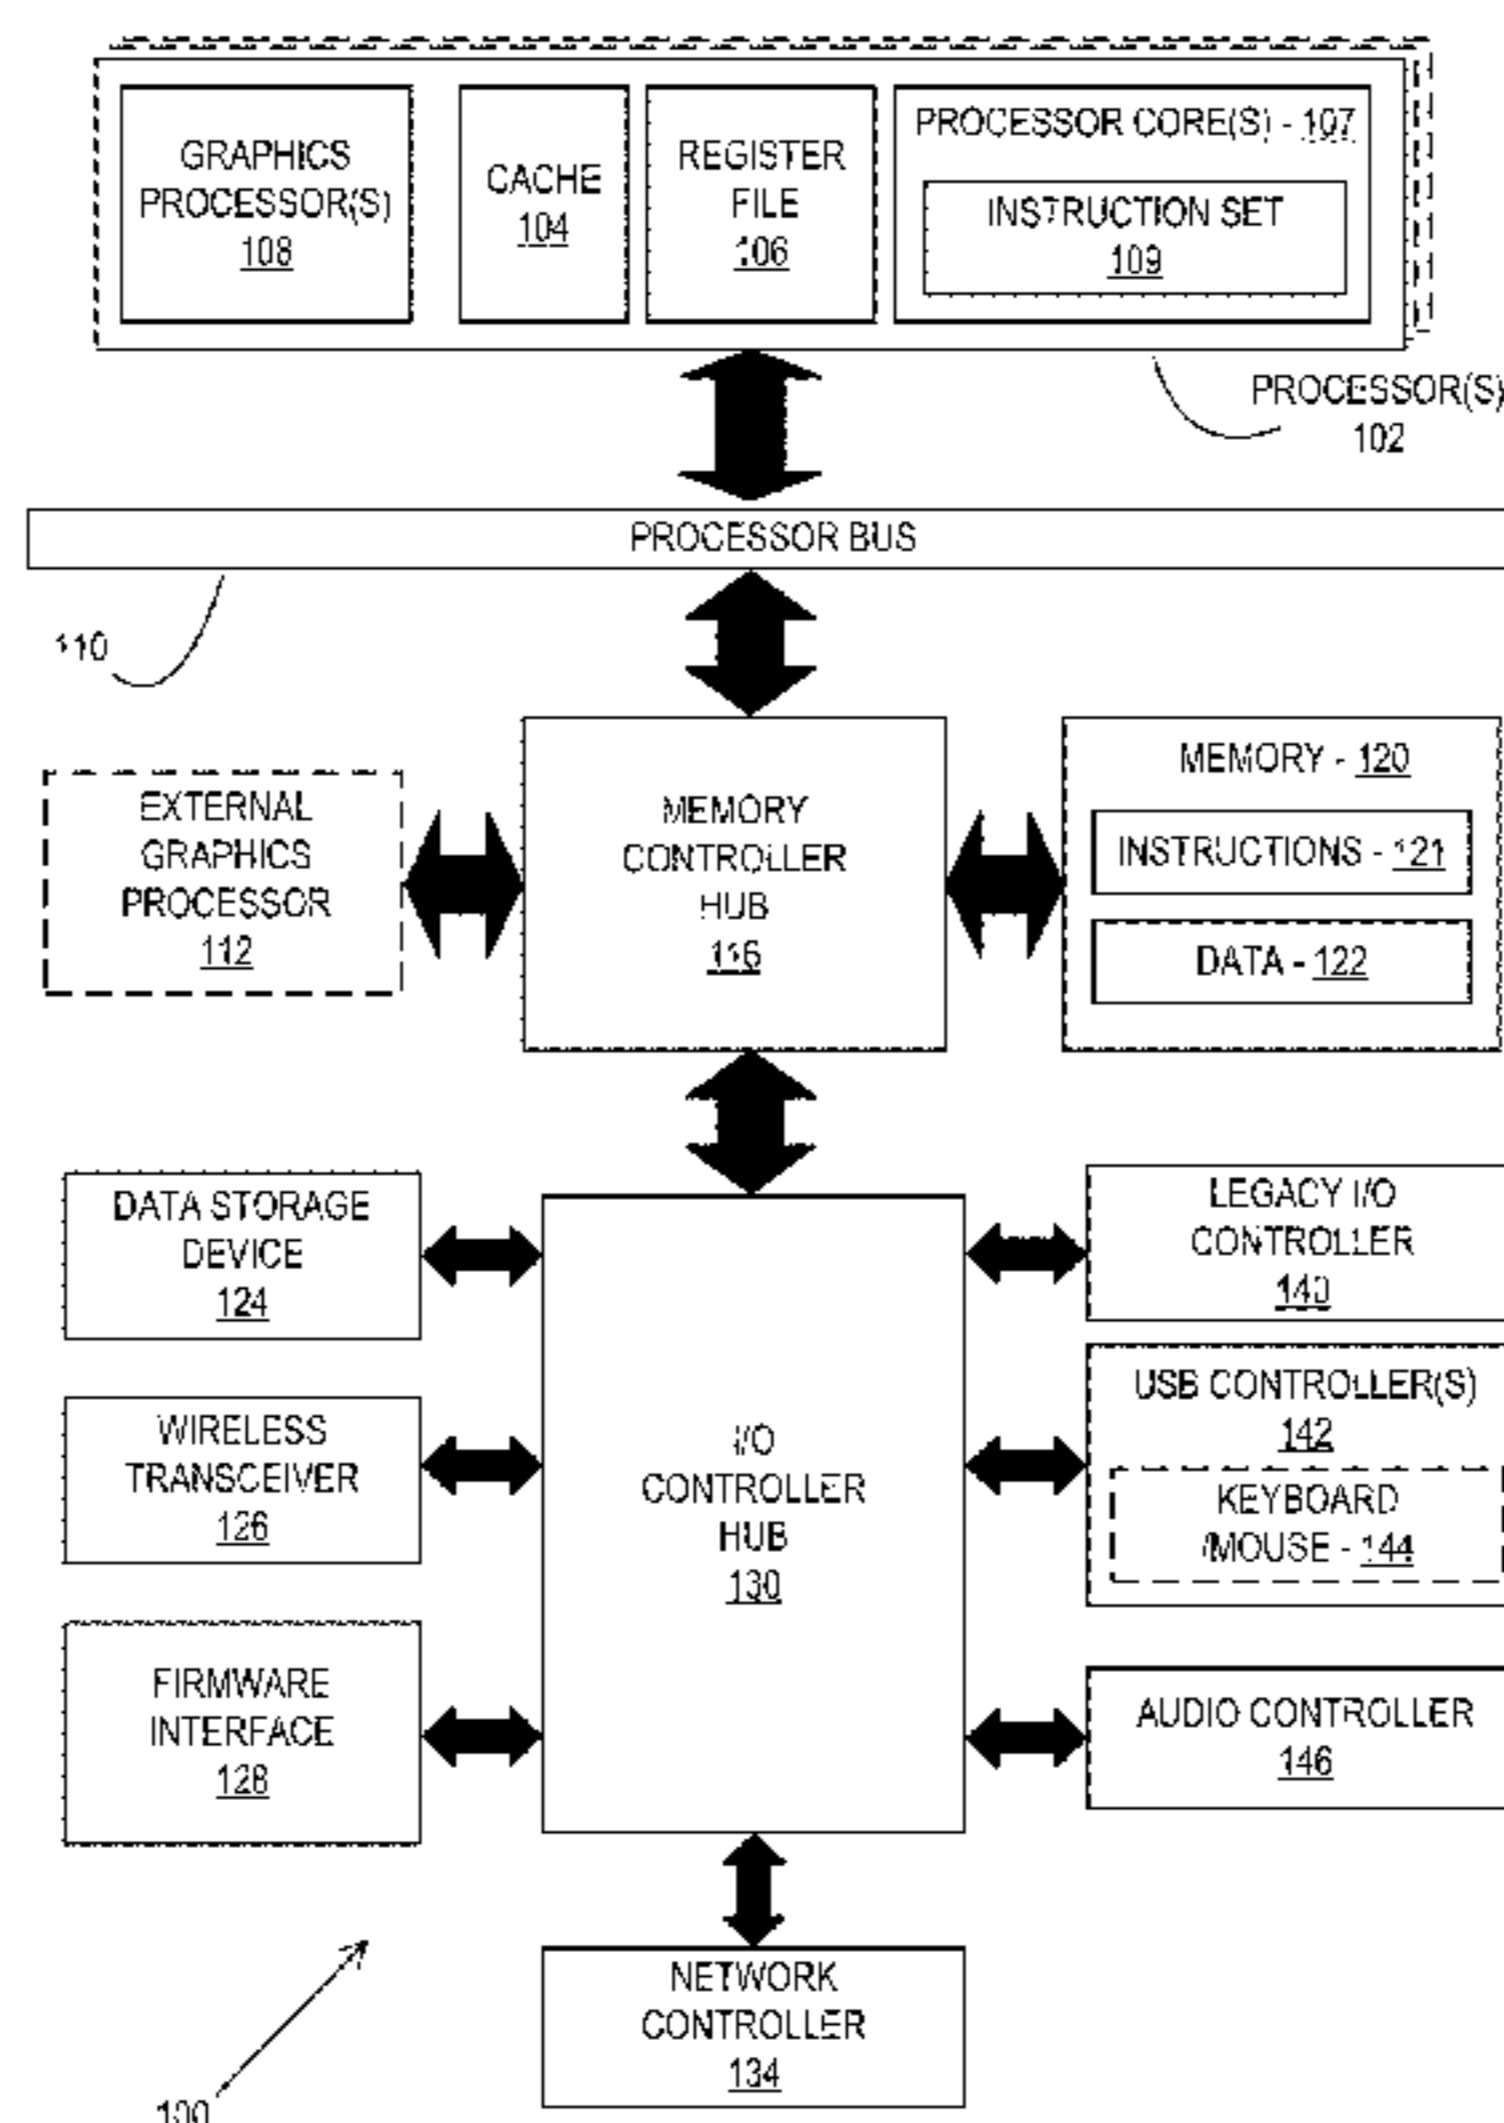 GRAPHICS
PROCESSOR(S)
108
CACHE
104
REGISTER
FILE
106
PROCESSOR CORE(S) - 107
INSTRUCTION SET
109
PROCESSOR(S)
102
PROCESSOR BUS
110
EXTERNAL
GRAPHICS
PROCESSOR
112
MEMORY
CONTROLLER
HUB
116
MEMORY - 120
INSTRUCTIONS - 121
DATA - 122
DATA STORAGE
DEVICE
124
WIRELESS
TRANSCEIVER
126
FIRMWARE
INTERFACE
128
I/O
CONTROLLER
HUB
130
LEGACY I/O
CONTROLLER
140
USB CONTROLLER(S)
142
KEYBOARD
/MOUSE - 144
AUDIO CONTROLLER
146
NETWORK
CONTROLLER
134
100